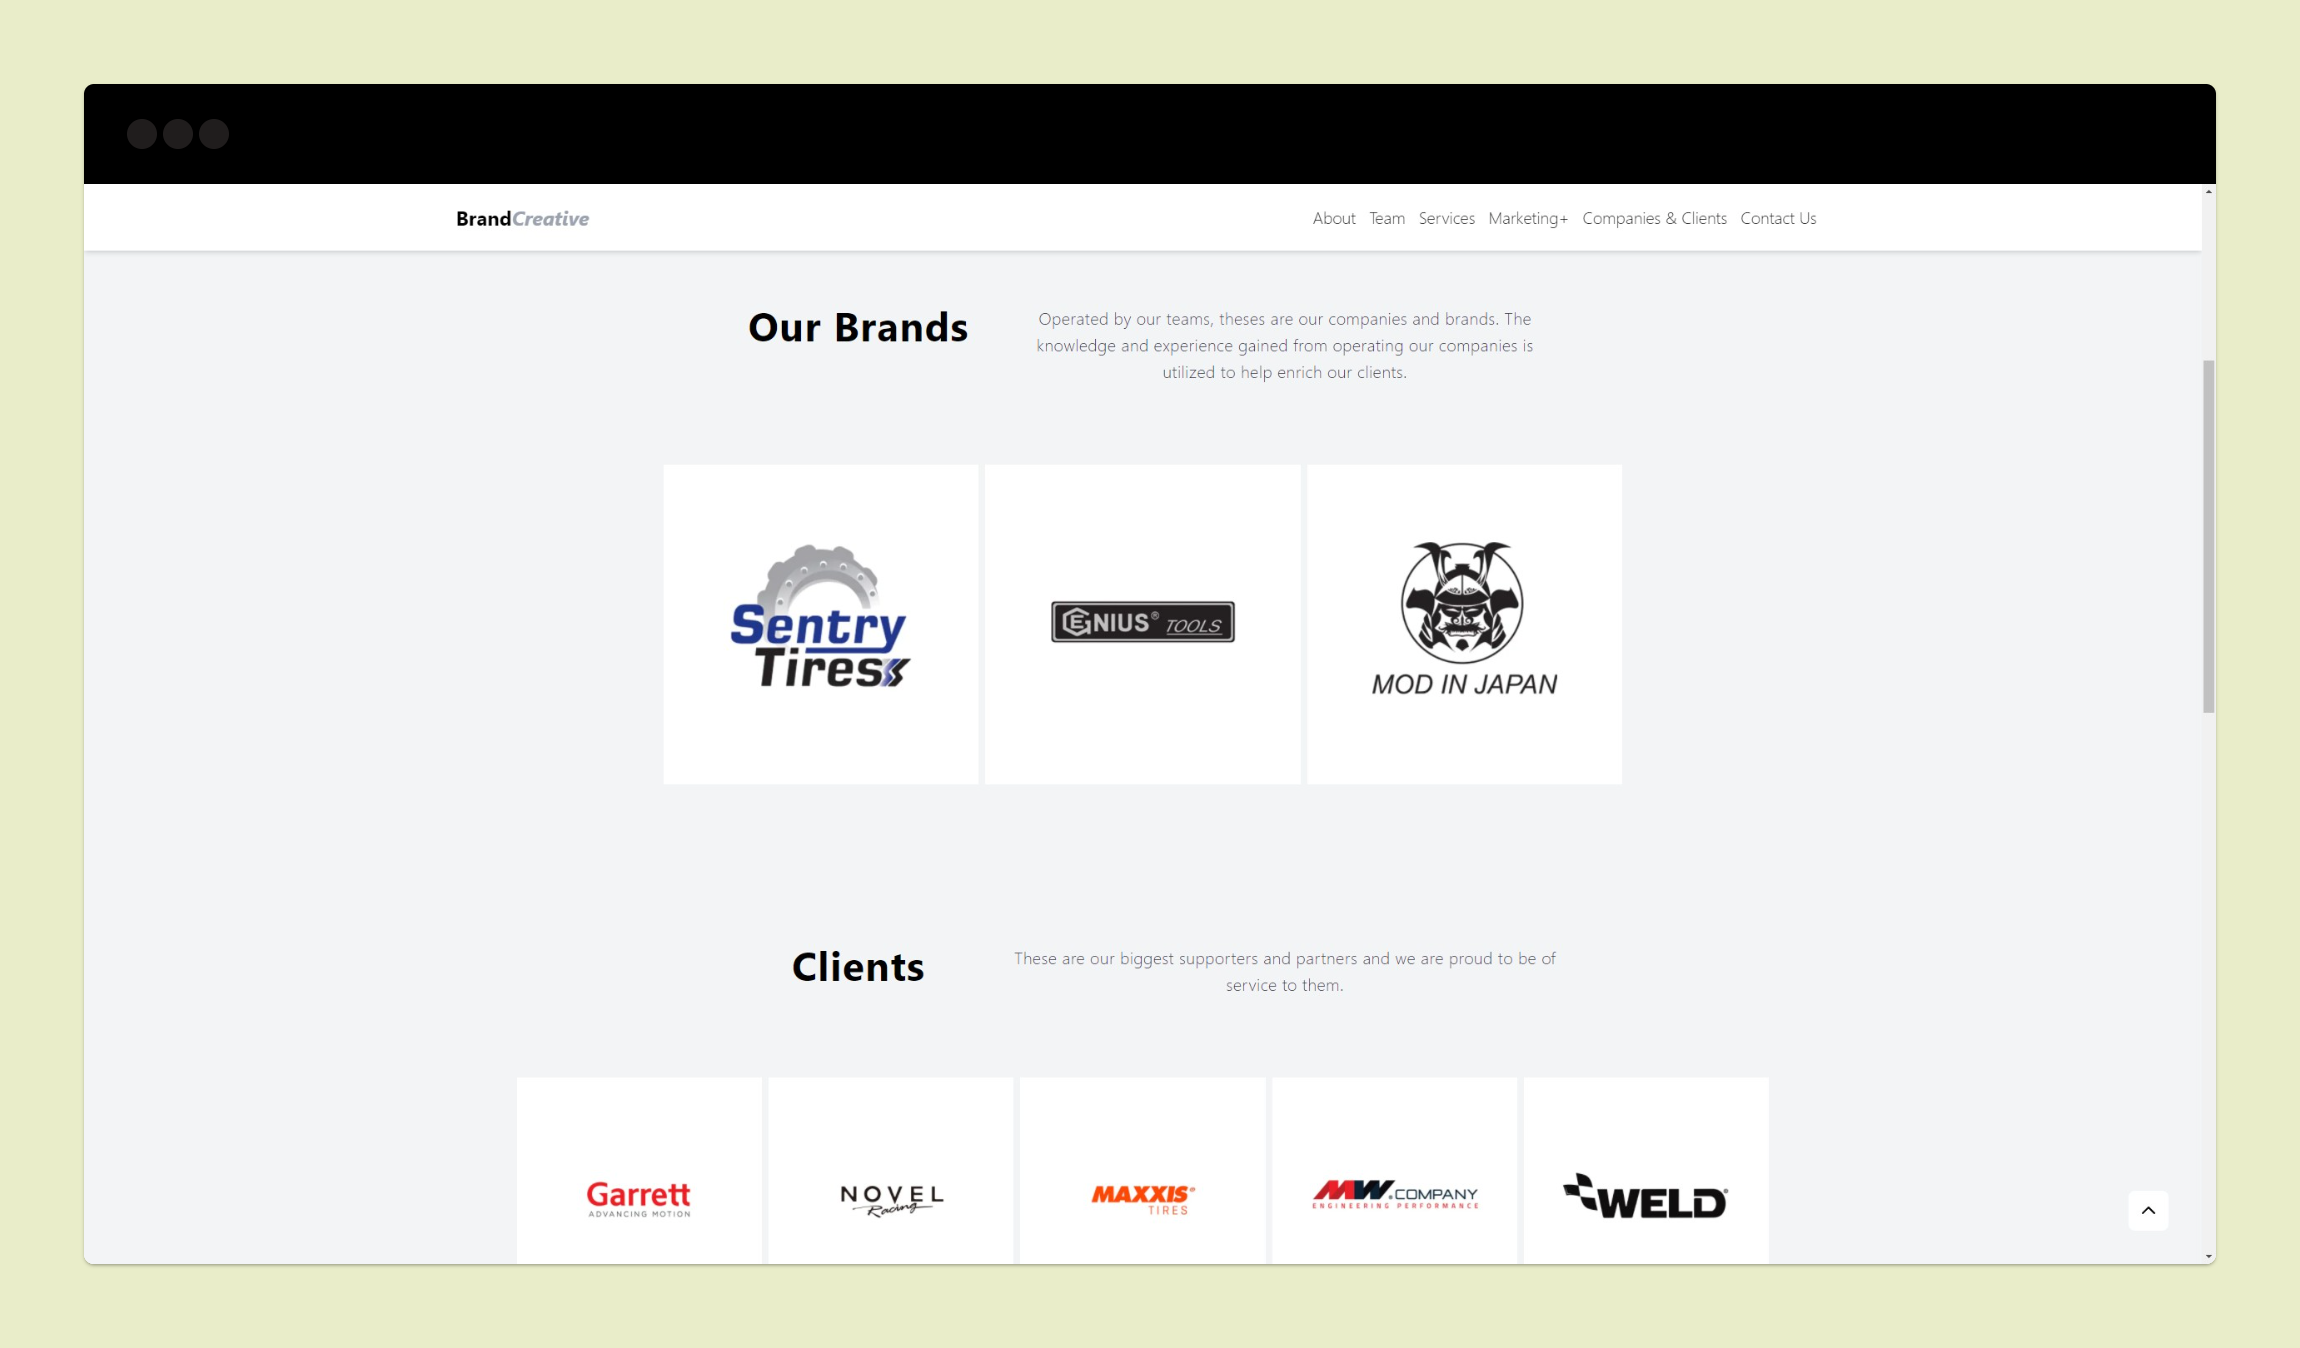 BrandCreative
About Team Services Marketing+ Companies & Clients Contact Us
Our Brands
Operated by our teams, theses are our companies and brands. The
knowledge and experience gained from operating our companies is
utilized to help enrich our clients.
Sentry
Tires
GENIUS® TOOLS
MOD IN JAPAN
Clients
These are our biggest supporters and partners and we are proud to be of
service to them.
Garrett
ADVANCING MOTION
NOVEL
Racing
MAXXIS®
TIRES
MW.COMPANY
ENGINEERING PERFORMANCE
WELD®